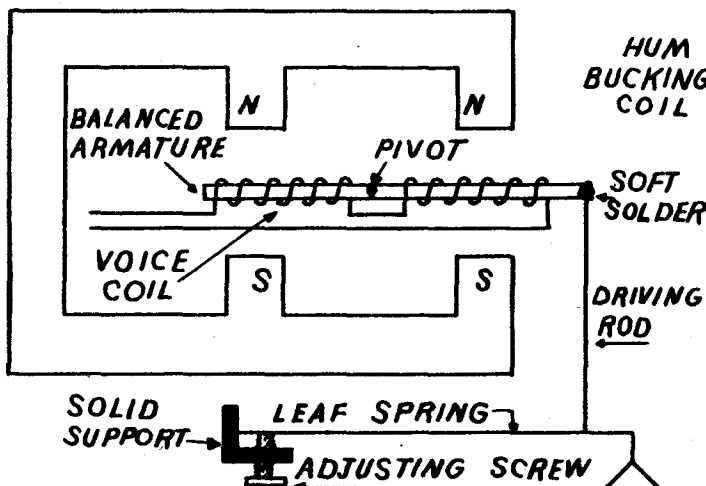 HUM
BUCKING
COIL
N
N
BALANCED
ARMATURE
PIVOT
SOFT
SOLDER
VOICE
COIL
S
S
DRIVING
ROD
SOLID
SUPPORT
LEAF SPRING
ADJUSTING SCREW